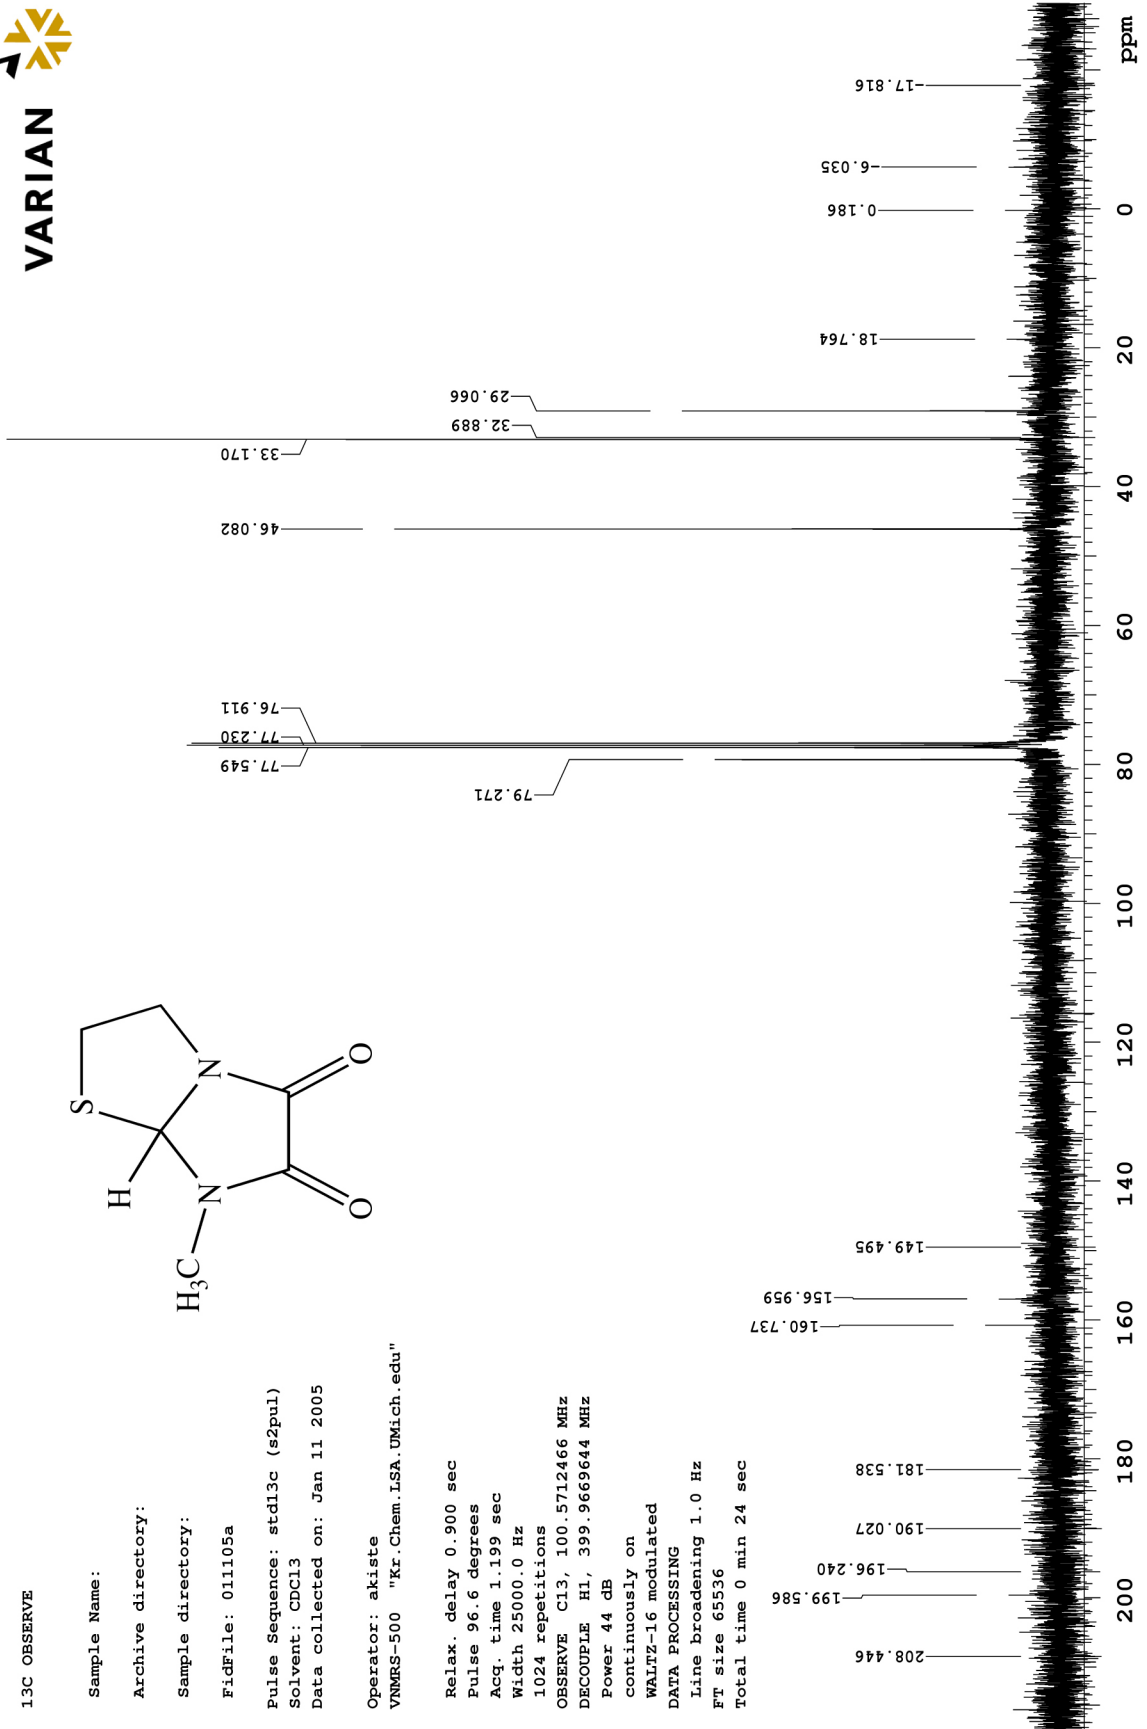 13C OBSERVE
Sample Name:
Archive directory:
Sample directory:
FidFile: 011105a
Pulse Sequence: std13c (s2pul)
Solvent: CDCl3
Data collected on: Jan 11 2005
Operator: akiste
VNMRS-500 "Kr.Chem.LSA.UMich.edu"
Relax. delay 0.900 sec
Pulse 96.6 degrees
Acq. time 1.199 sec
Width 25000.0 Hz
1024 repetitions
OBSERVE C13, 100.5712466 MHz
DECOUPLE H1, 399.9669644 MHz
Power 44 dB
continuously on
WALTZ-16 modulated
DATA PROCESSING
Line broadening 1.0 Hz
FT size 65536
Total time 0 min 24 sec
VARIAN
H3C
H
S
N
N
O
O
208.446
199.586
196.240
190.027
181.538
160.737
156.959
149.495
79.271
77.549
77.230
76.911
46.082
33.170
32.889
29.066
18.764
0.186
-6.035
-17.816
200 180 160 140 120 100 80 60 40 20 0 ppm